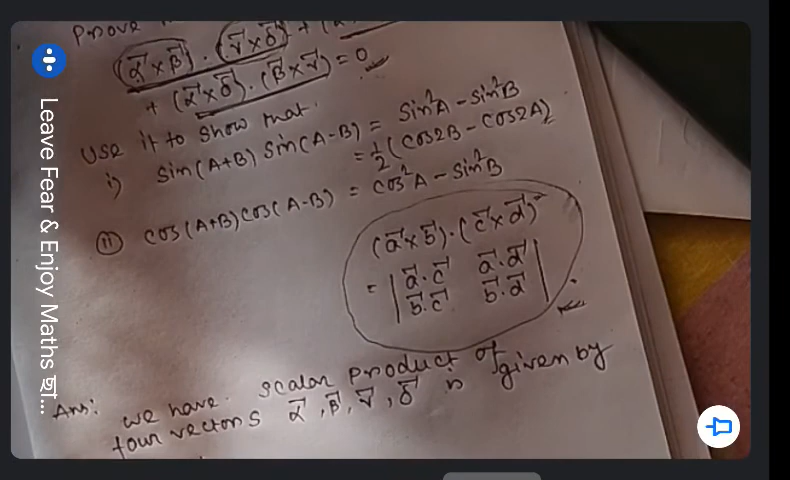 Prove
(α⃗ × β⃗) . (γ⃗ × δ⃗) + (
+ (α⃗ × δ⃗) . (β⃗ × γ⃗) = 0
Use it to show that.
i) Sin(A+B) Sin(A-B) = Sin²A - Sin²B
= ½ (Cos2B - Cos2A)
ii) Cos(A+B) Cos(A-B) = Cos²A - Sin²B
(a⃗ × b⃗) . (c⃗ × d⃗) =
= | a⃗.c⃗ a⃗.d⃗ |
| b⃗.c⃗ b⃗.d⃗ | .
Ans: we have. scalar product of
four vectors α⃗, β⃗, γ⃗, δ⃗ is given by
Leave Fear & Enjoy Maths ছা...